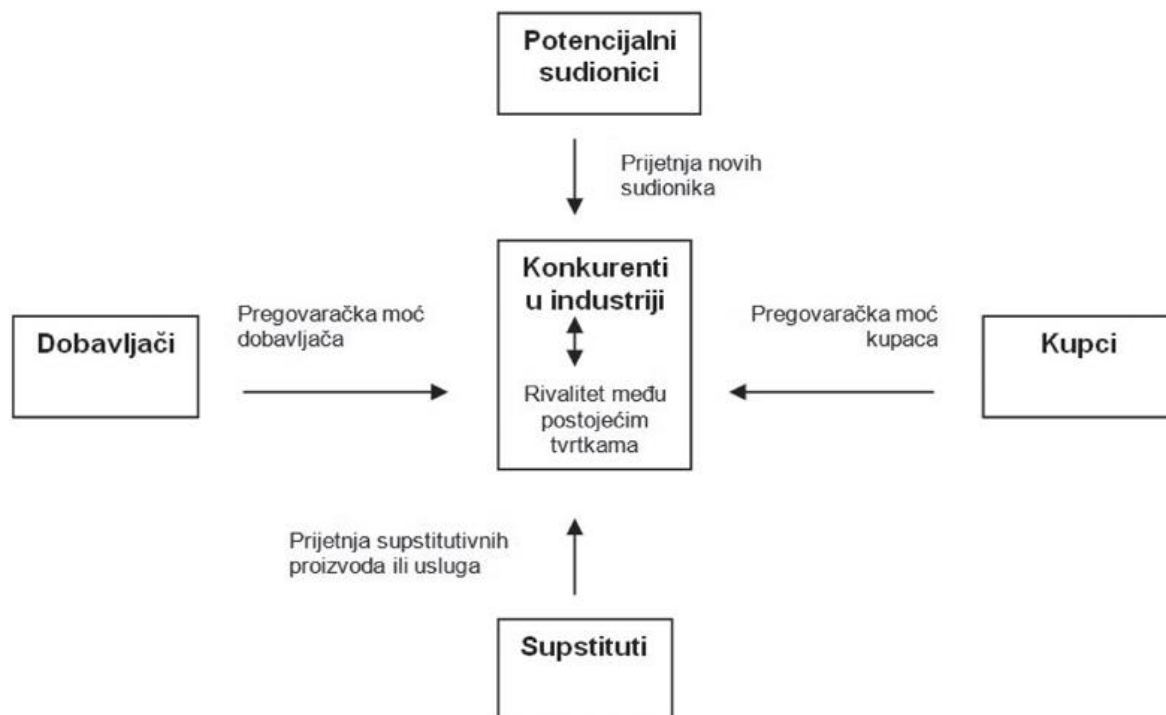 Potencijalni
sudionici
Prijetnja novih
sudionika
Konkurenti
u industriji
Rivalitet među
postojećim
tvrtkama
Dobavljači
Pregovaračka moć
dobavljača
Pregovaračka moć
kupaca
Kupci
Prijetnja supstitutivnih
proizvoda ili usluga
Supstituti